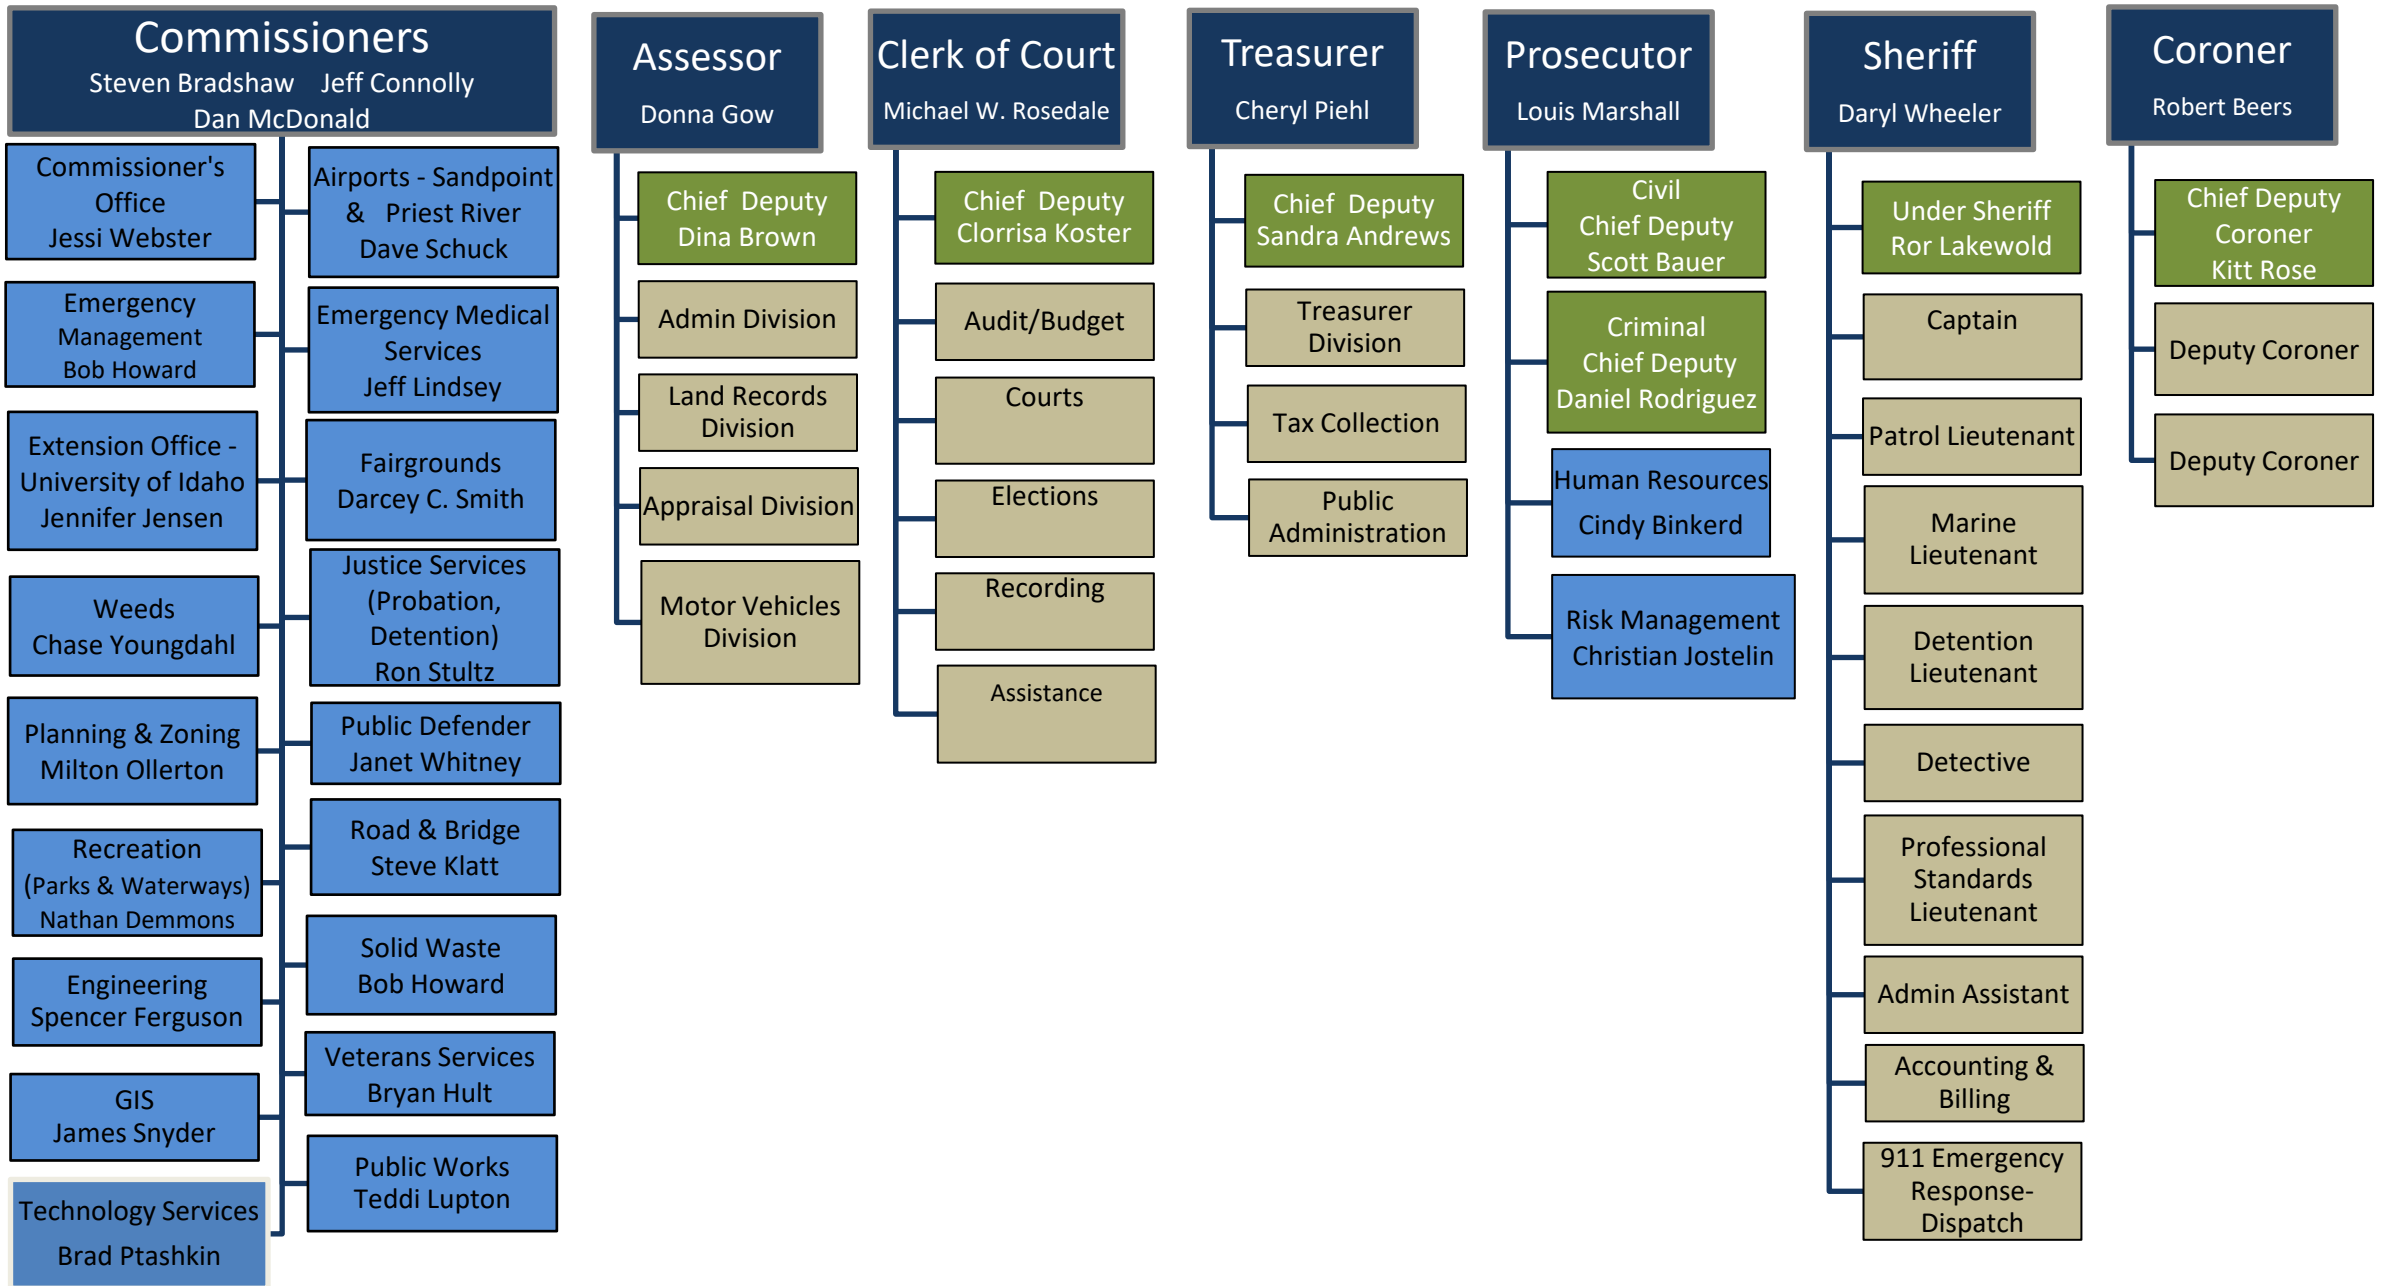 Commissioners
Steven Bradshaw Jeff Connolly
Dan McDonald
Commissioner's
Office
Jessi Webster
Emergency
Management
Bob Howard
Extension Office -
University of Idaho
Jennifer Jensen
Weeds
Chase Youngdahl
Planning & Zoning
Milton Ollerton
Recreation
(Parks & Waterways)
Nathan Demmons
Engineering
Spencer Ferguson
GIS
James Snyder
Technology Services
Brad Ptashkin
Airports - Sandpoint
& Priest River
Dave Schuck
Emergency Medical
Services
Jeff Lindsey
Fairgrounds
Darcey C. Smith
Justice Services
(Probation,
Detention)
Ron Stultz
Public Defender
Janet Whitney
Road & Bridge
Steve Klatt
Solid Waste
Bob Howard
Veterans Services
Bryan Hult
Public Works
Teddi Lupton
Assessor
Donna Gow
Chief Deputy
Dina Brown
Admin Division
Land Records
Division
Appraisal Division
Motor Vehicles
Division
Clerk of Court
Michael W. Rosedale
Chief Deputy
Clorrisa Koster
Audit/Budget
Courts
Elections
Recording
Assistance
Treasurer
Cheryl Piehl
Chief Deputy
Sandra Andrews
Treasurer
Division
Tax Collection
Public
Administration
Prosecutor
Louis Marshall
Civil
Chief Deputy
Scott Bauer
Criminal
Chief Deputy
Daniel Rodriguez
Human Resources
Cindy Binkerd
Risk Management
Christian Jostelin
Sheriff
Daryl Wheeler
Under Sheriff
Ror Lakewold
Captain
Patrol Lieutenant
Marine
Lieutenant
Detention
Lieutenant
Detective
Professional
Standards
Lieutenant
Admin Assistant
Accounting &
Billing
911 Emergency
Response-
Dispatch
Coroner
Robert Beers
Chief Deputy
Coroner
Kitt Rose
Deputy Coroner
Deputy Coroner